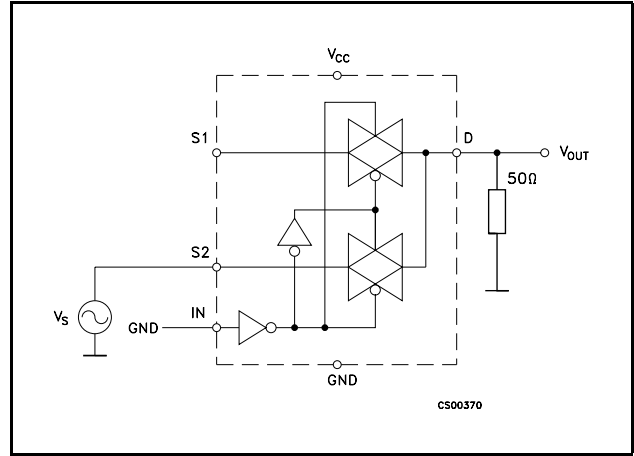 VCC
S1
D
VOUT
50Ω
S2
VS
IN
GND
GND
CS00370